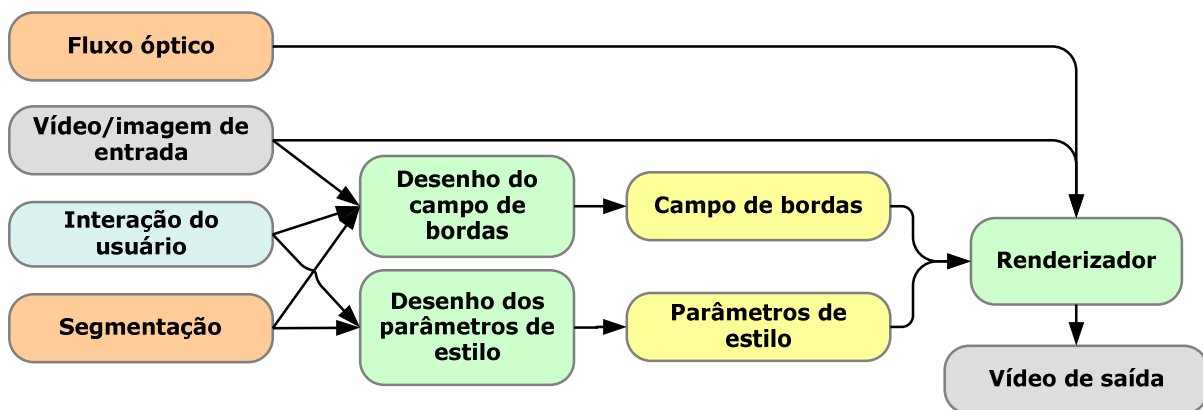 Fluxo óptico
Vídeo/imagem de
entrada
Interação do
usuário
Segmentação
Desenho do
campo de
bordas
Desenho dos
parâmetros de
estilo
Campo de bordas
Parâmetros de
estilo
Renderizador
Vídeo de saída